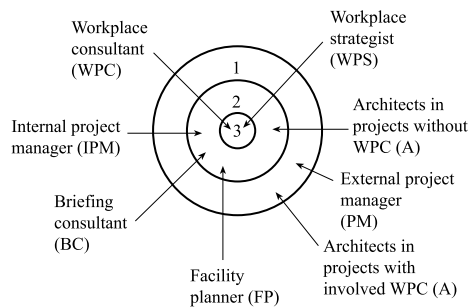 Workplace
consultant
(WPC)
Workplace
strategist
(WPS)
1
2
3
Internal project
manager (IPM)
Architects in
projects without
WPC (A)
External project
manager
(PM)
Briefing
consultant
(BC)
Facility
planner (FP)
Architects in
projects with
involved WPC (A)